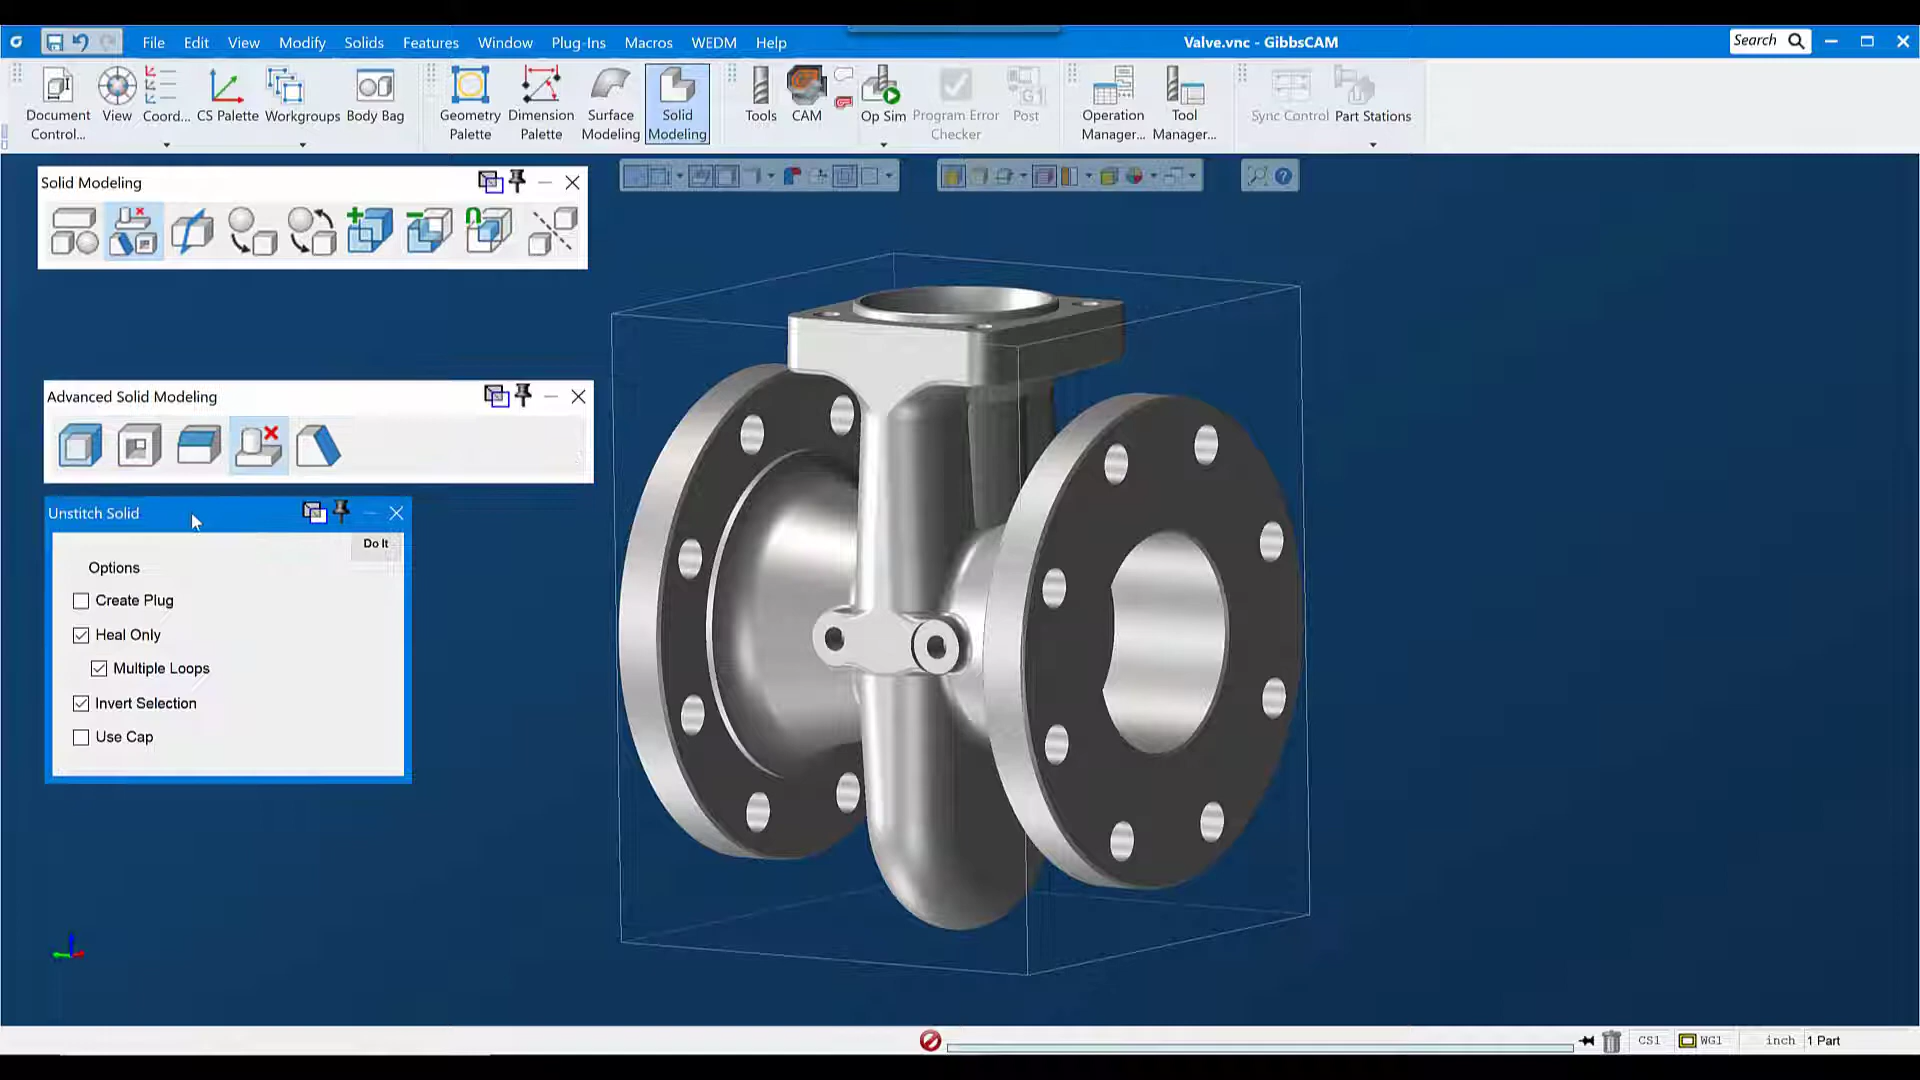 File Edit View Modify Solids Features Window Plug-Ins Macros WEDM Help
Valve.vnc - GibbsCAM
Search
Document Control...
View
Coord...
CS Palette
Workgroups
Body Bag
Geometry Palette
Dimension Palette
Surface Modeling
Solid Modeling
Tools
CAM
Op Sim
Program Error Checker
Post
Operation Manager...
Tool Manager...
Sync Control
Part Stations
Solid Modeling
Advanced Solid Modeling
Unstitch Solid
Do It
Options
Create Plug
Heal Only
Multiple Loops
Invert Selection
Use Cap
CS1
WG1
inch
1 Part